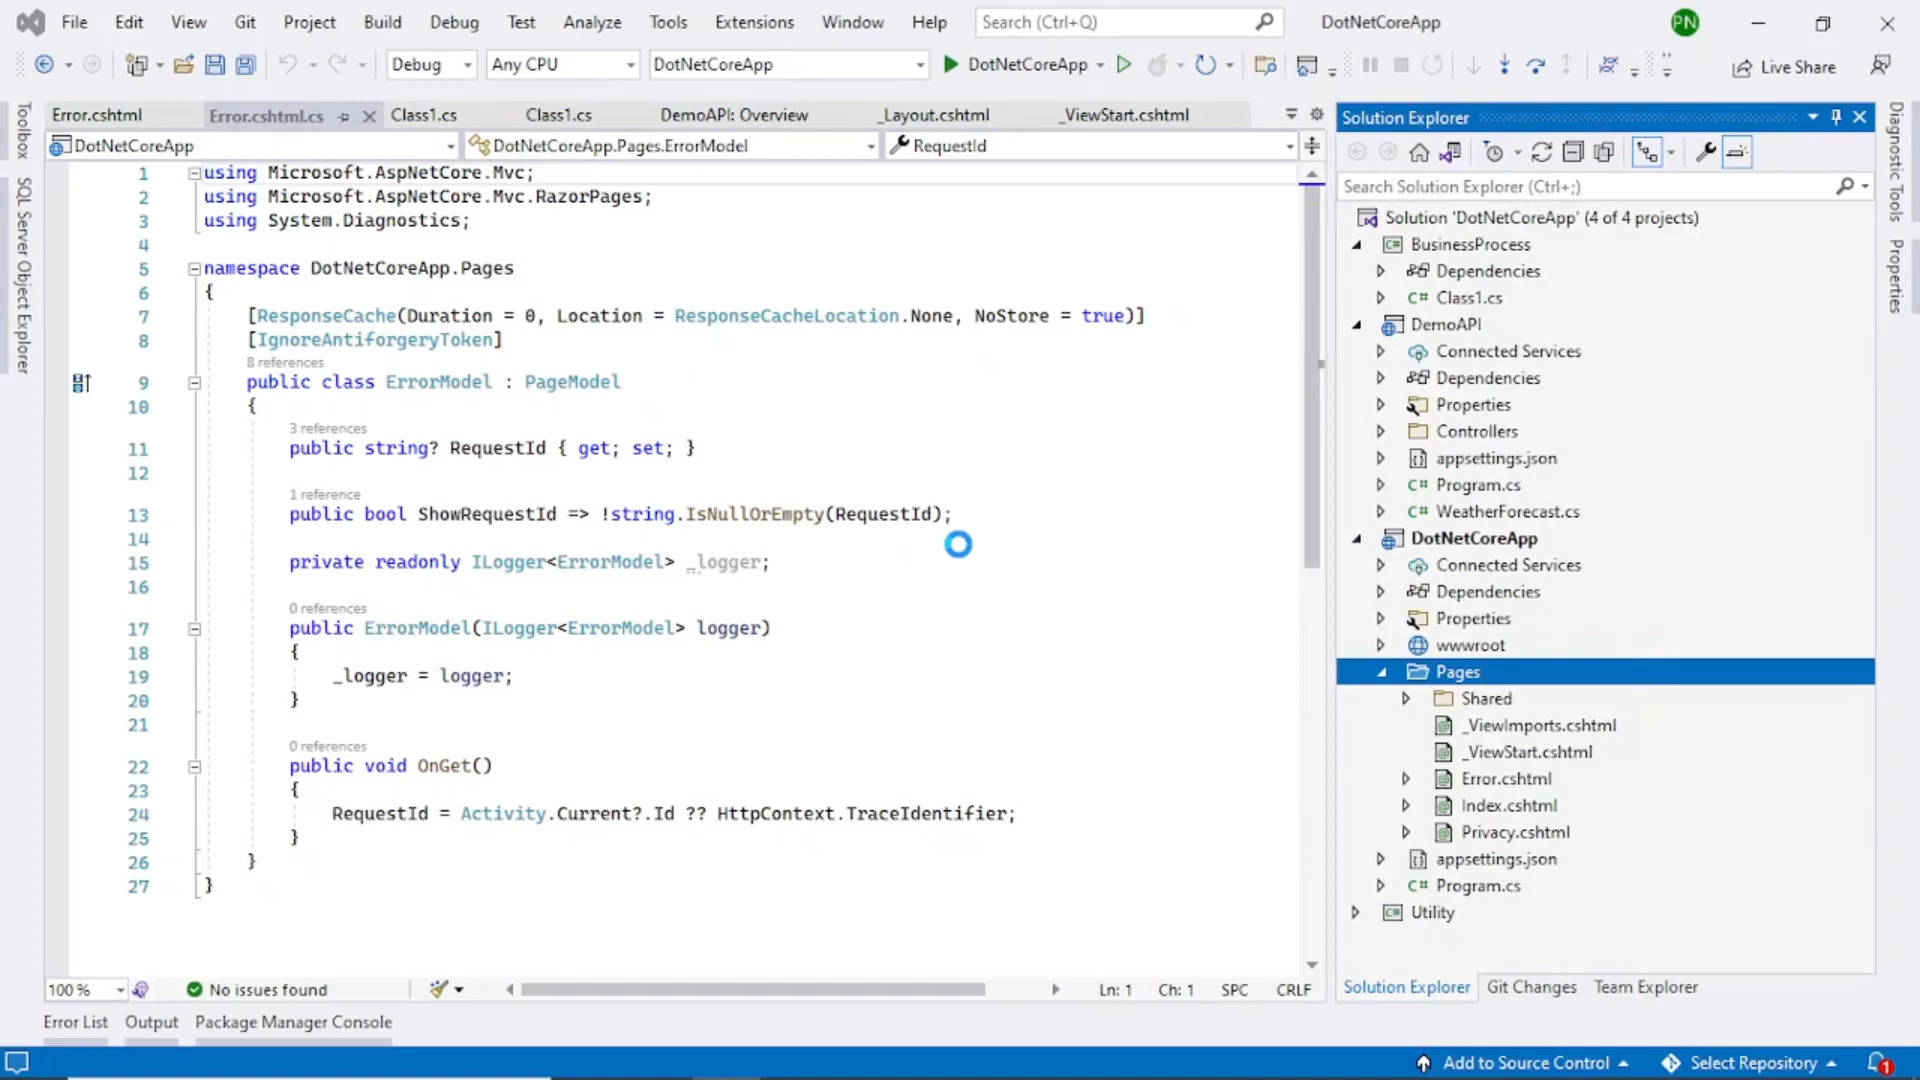 File Edit View Git Project Build Debug Test Analyze Tools Extensions Window Help Search (Ctrl+Q) DotNetCoreApp PN
Debug Any CPU DotNetCoreApp DotNetCoreApp Live Share
Toolbox
SQL Server Object Explorer
Error.cshtml Error.cshtml.cs Class1.cs Class1.cs DemoAPI: Overview _Layout.cshtml _ViewStart.cshtml
DotNetCoreApp DotNetCoreApp.Pages.ErrorModel RequestId
1 using Microsoft.AspNetCore.Mvc;
2 using Microsoft.AspNetCore.Mvc.RazorPages;
3 using System.Diagnostics;
4
5 namespace DotNetCoreApp.Pages
6 {
7 [ResponseCache(Duration = 0, Location = ResponseCacheLocation.None, NoStore = true)]
8 [IgnoreAntiforgeryToken]
8 references
9 public class ErrorModel : PageModel
10 {
3 references
11 public string? RequestId { get; set; }
12
1 reference
13 public bool ShowRequestId => !string.IsNullOrEmpty(RequestId);
14
15 private readonly ILogger<ErrorModel> _logger;
16
0 references
17 public ErrorModel(ILogger<ErrorModel> logger)
18 {
19 _logger = logger;
20 }
21
0 references
22 public void OnGet()
23 {
24 RequestId = Activity.Current?.Id ?? HttpContext.TraceIdentifier;
25 }
26 }
27 }
100 % No issues found Ln: 1 Ch: 1 SPC CRLF
Error List Output Package Manager Console
Solution Explorer
Search Solution Explorer (Ctrl+;)
Solution 'DotNetCoreApp' (4 of 4 projects)
BusinessProcess
Dependencies
C# Class1.cs
DemoAPI
Connected Services
Dependencies
Properties
Controllers
appsettings.json
C# Program.cs
C# WeatherForecast.cs
DotNetCoreApp
Connected Services
Dependencies
Properties
wwwroot
Pages
Shared
_ViewImports.cshtml
_ViewStart.cshtml
Error.cshtml
Index.cshtml
Privacy.cshtml
appsettings.json
C# Program.cs
C# Utility
Solution Explorer Git Changes Team Explorer
Diagnostic Tools
Properties
Add to Source Control Select Repository 1